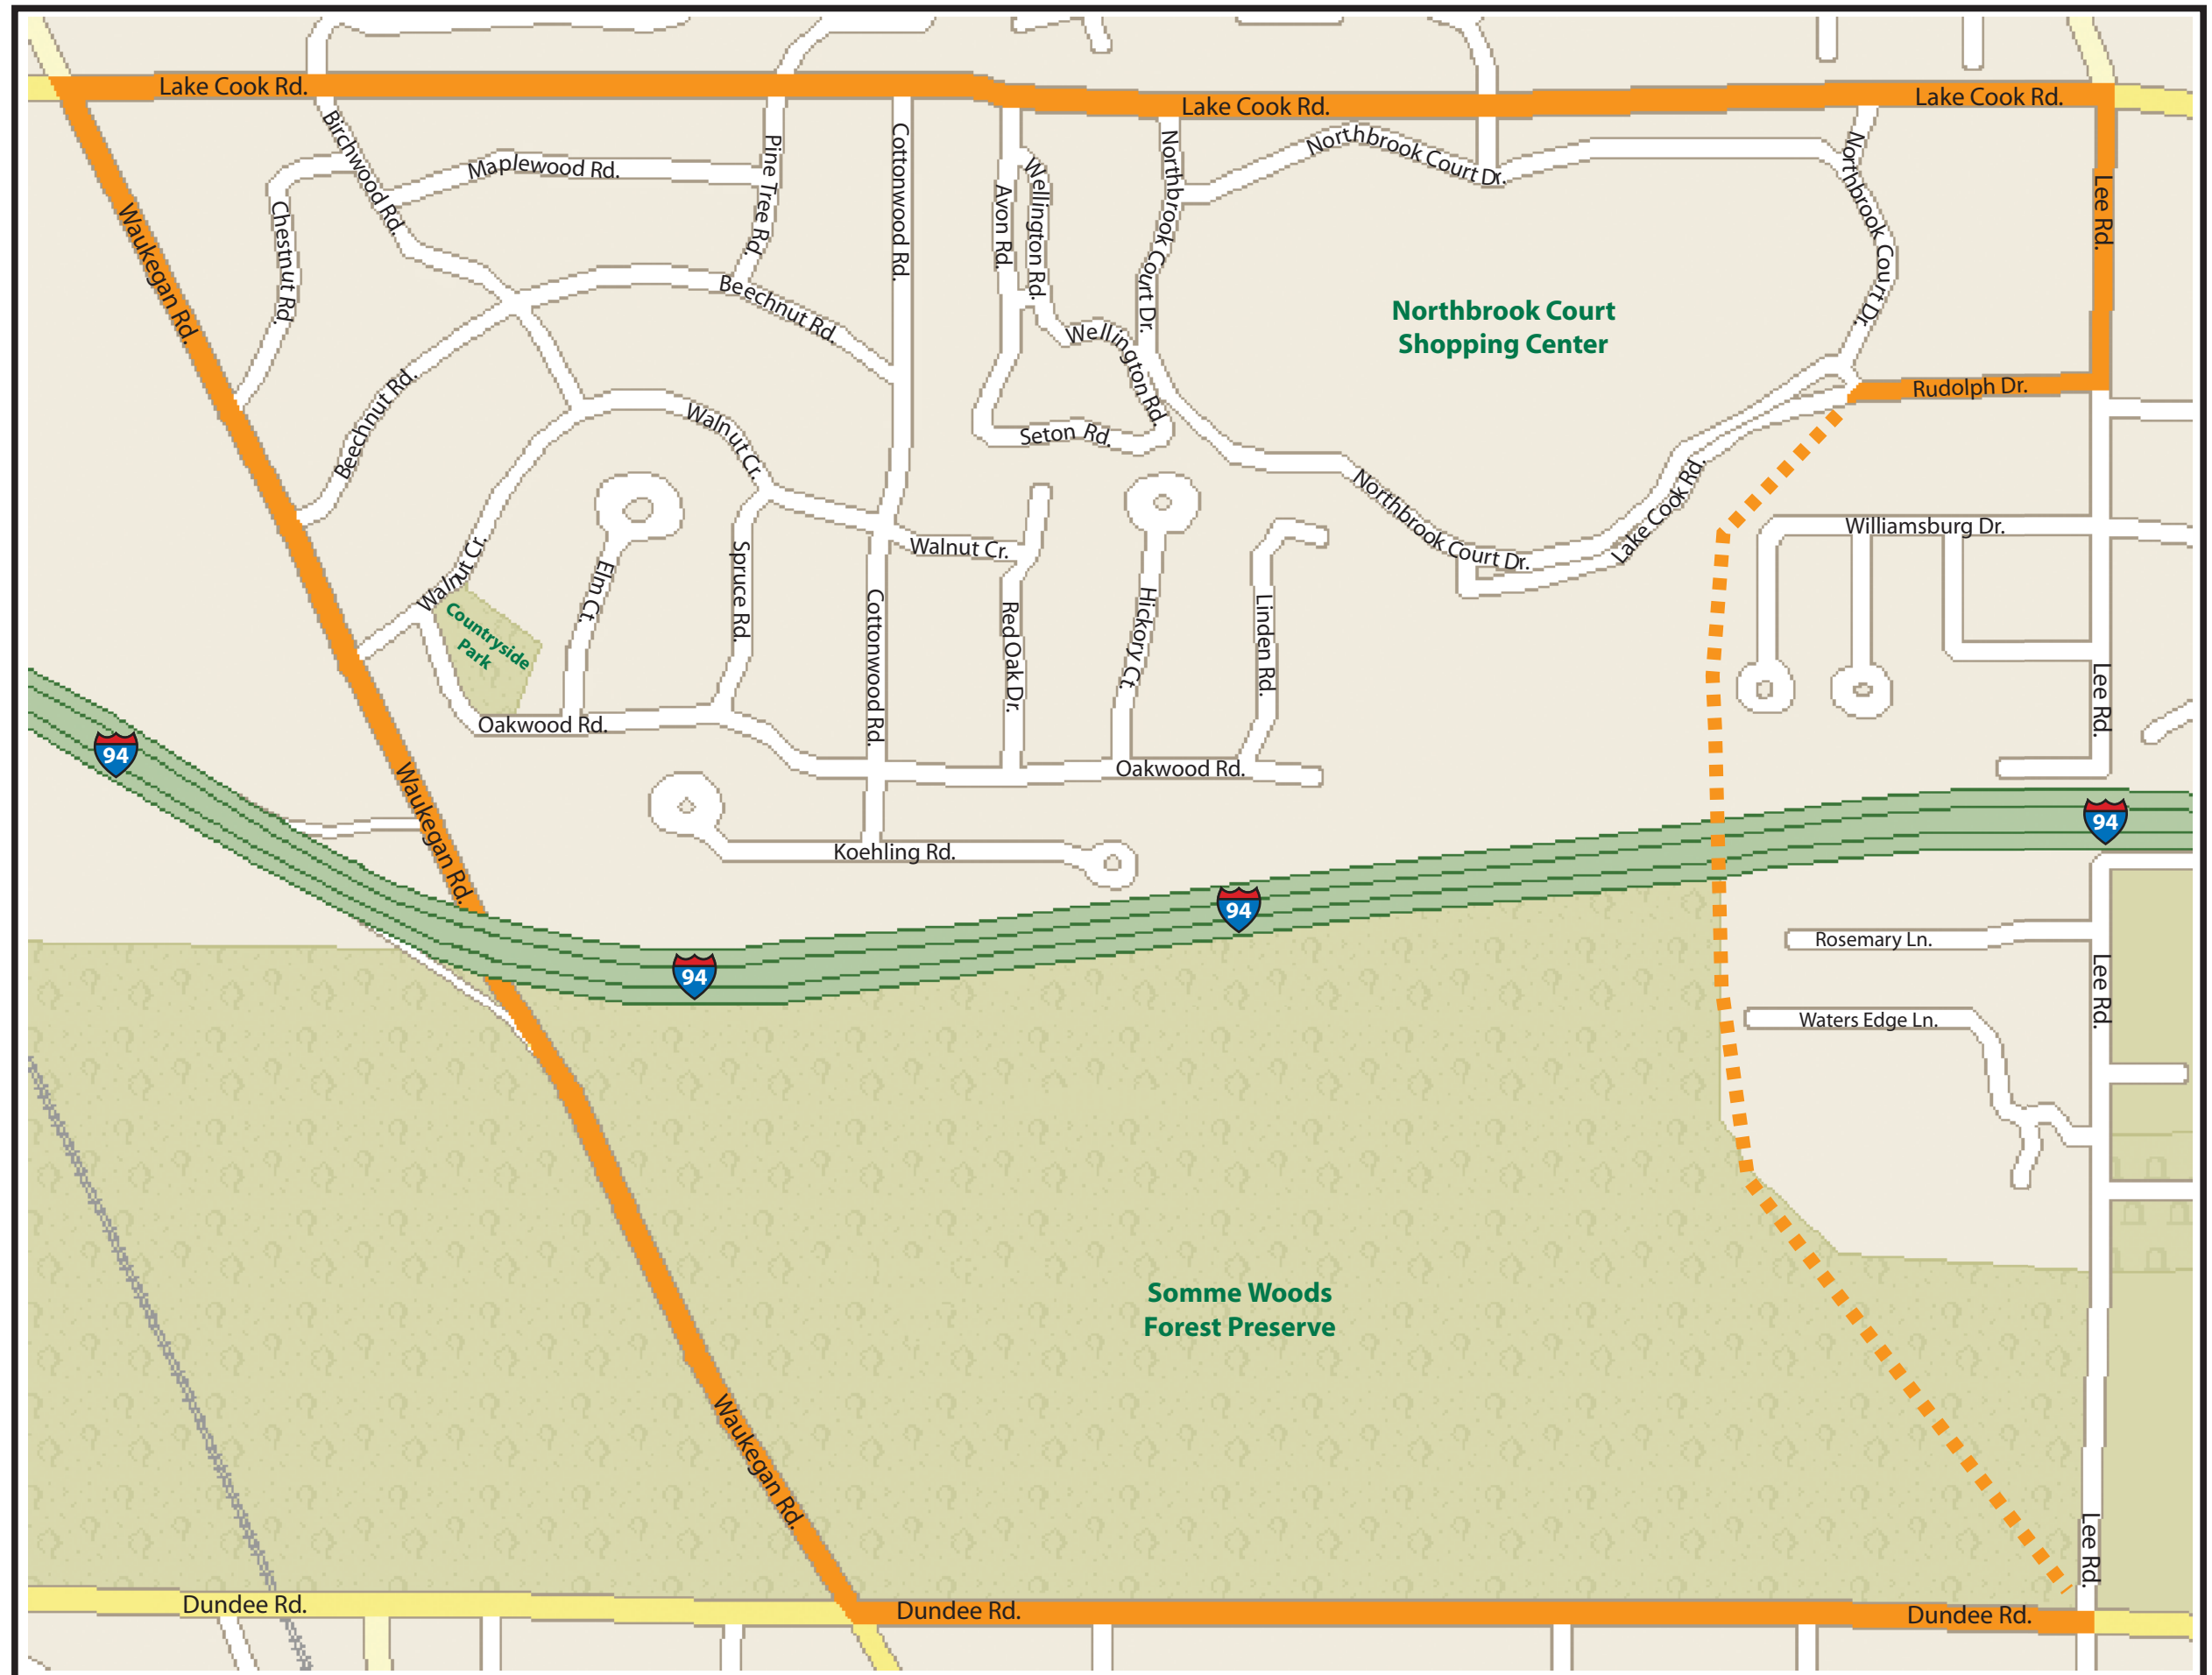 Lake Cook Rd.
Lake Cook Rd.
Lake Cook Rd.
Birchwood Rd.
Maplewood Rd.
Pine Tree Rd.
Cottonwood Rd.
Avon Rd.
Wellington Rd.
Northbrook Court Dr.
Northbrook Court Dr.
Northbrook Court Dr.
Lee Rd.
Waukegan Rd.
Chestnut Rd.
Beechnut Rd.
Northbrook Court
Shopping Center
Wellington Rd.
Beechnut Rd.
Rudolph Dr.
Walnut Cr.
Seton Rd.
Northbrook Court Dr.
Lake Cook Rd.
Williamsburg Dr.
Walnut Cr.
Walnut Cr.
Elm Ct.
Spruce Rd.
Cottonwood Rd.
Red Oak Dr.
Hickory Ct.
Linden Rd.
Countryside
Park
Lee Rd.
Oakwood Rd.
Oakwood Rd.
94
Waukegan Rd.
94
Koehling Rd.
94
94
Rosemary Ln.
Lee Rd.
Waters Edge Ln.
Somme Woods
Forest Preserve
Waukegan Rd.
Lee Rd.
Dundee Rd.
Dundee Rd.
Dundee Rd.